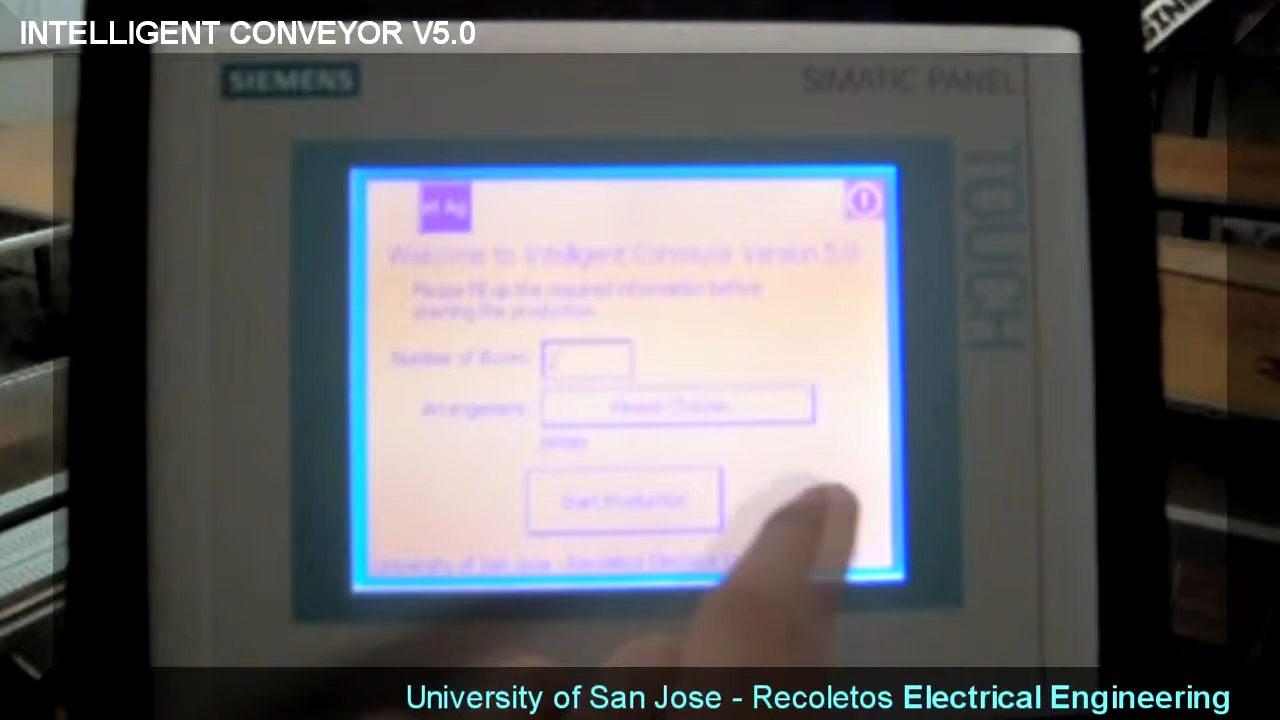 INTELLIGENT CONVEYOR V5.0
SIEMENS
SIMATIC PANEL
TOUCH
Welcome to Intelligent Conveyor Version 5.0
Please fill up the required information before
starting the production.
Number of Boxes:
Arrangement:
Please Choose
Start Production
University of San Jose - Recoletos Electrical
University of San Jose - Recoletos Electrical Engineering